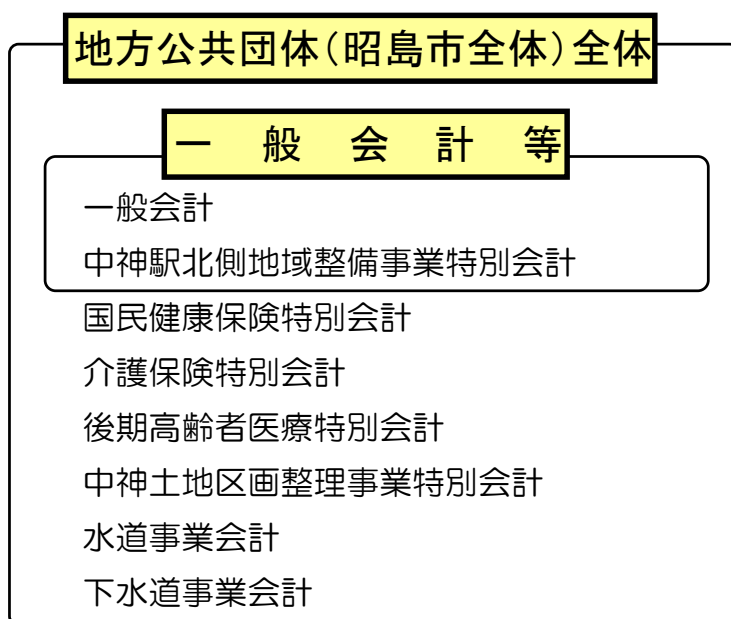 地方公共団体(昭島市全体)全体
一般会計等
一般会計
中神駅北側地域整備事業特別会計
国民健康保険特別会計
介護保険特別会計
後期高齢者医療特別会計
中神土地区画整理事業特別会計
水道事業会計
下水道事業会計